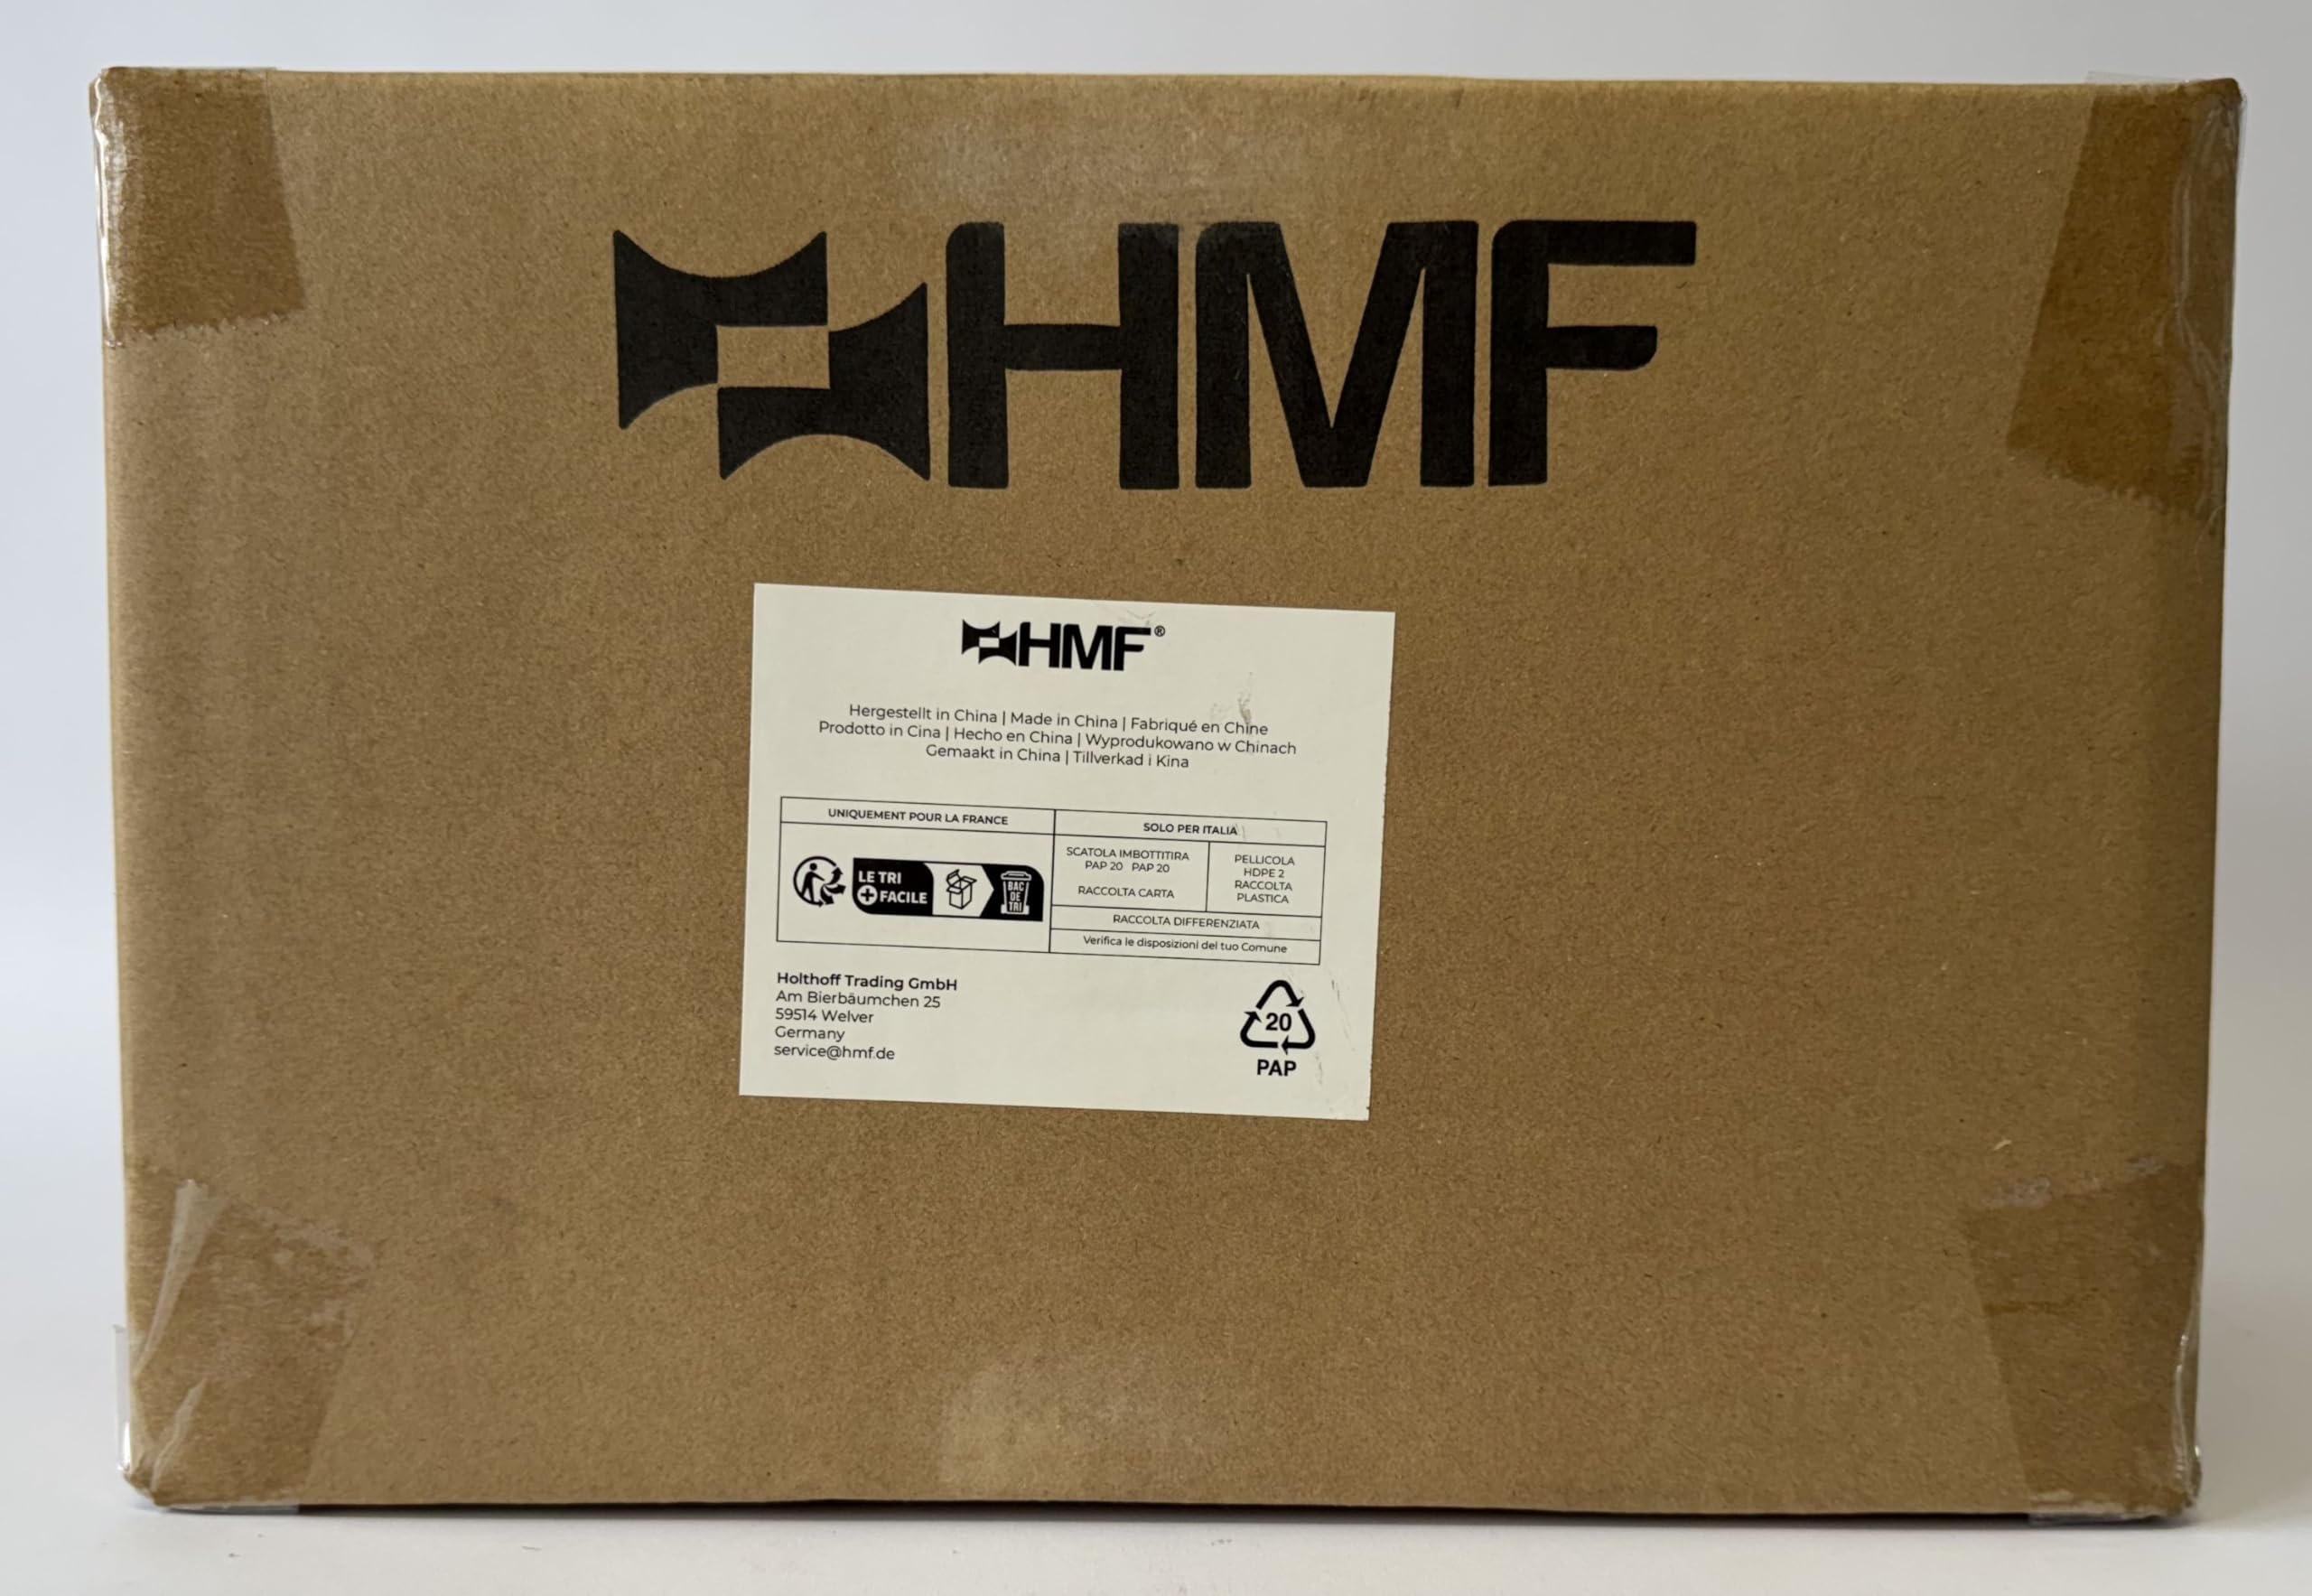 HMF
HMF®
Hergestellt in China | Made in China | Fabriqué en Chine
Prodotto in Cina | Hecho en China | Wyprodukowano w Chinach
Gemaakt in China | Tillverkad i Kina
UNIQUEMENT POUR LA FRANCE
LE TRI
+ FACILE
BAC
DE
TRI
SOLO PER ITALIA
SCATOLA IMBOTTITIRA
PAP 20 PAP 20
RACCOLTA CARTA
PELLICOLA
HDPE 2
RACCOLTA
PLASTICA
RACCOLTA DIFFERENZIATA
Verifica le disposizioni del tuo Comune
Holthoff Trading GmbH
Am Bierbäumchen 25
59514 Welver
Germany
service@hmf.de
20
PAP